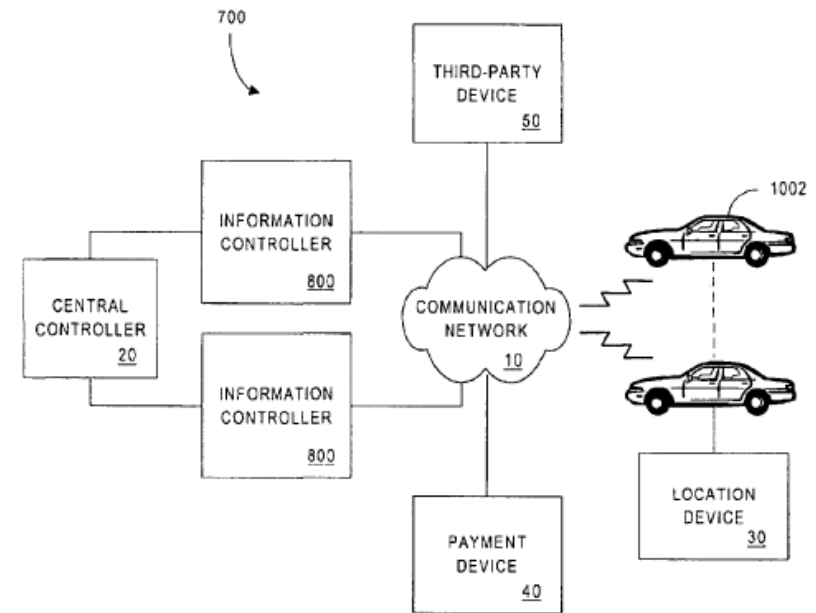 700
THIRD-PARTY
DEVICE
50
1002
INFORMATION
CONTROLLER
800
CENTRAL
CONTROLLER
20
COMMUNICATION
NETWORK
10
INFORMATION
CONTROLLER
800
LOCATION
DEVICE
30
PAYMENT
DEVICE
40